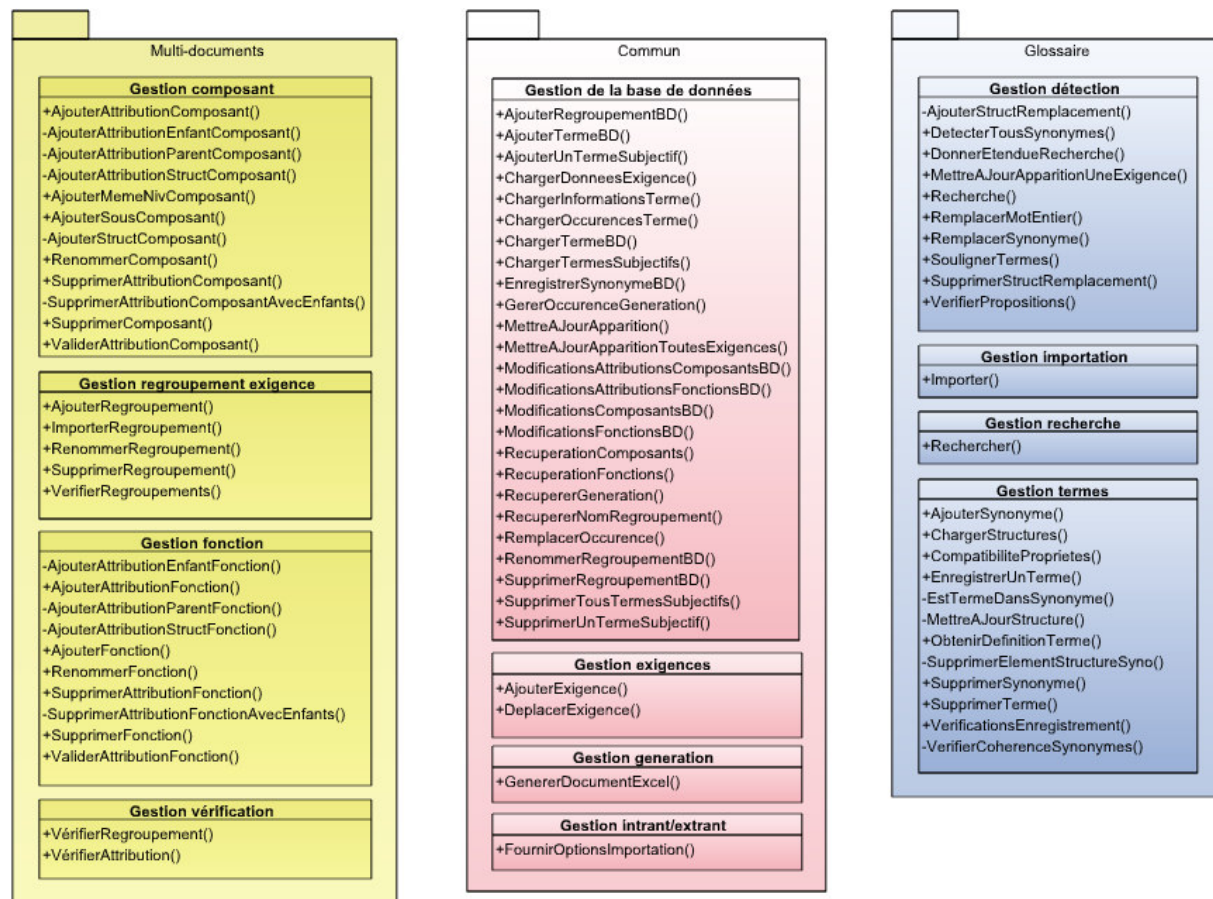 Multi-documents
Gestion composant
+AjouterAttributionComposant()
-AjouterAttributionEnfantComposant()
-AjouterAttributionParentComposant()
-AjouterAttributionStructComposant()
+AjouterMemeNivComposant()
+AjouterSousComposant()
-AjouterStructComposant()
+RenommerComposant()
+SupprimerAttributionComposant()
-SupprimerAttributionComposantAvecEnfants()
+SupprimerComposant()
+ValiderAttributionComposant()
Gestion regroupement exigence
+AjouterRegroupement()
+ImporterRegroupement()
+RenommerRegroupement()
+SupprimerRegroupement()
+VerifierRegroupements()
Gestion fonction
-AjouterAttributionEnfantFonction()
+AjouterAttributionFonction()
-AjouterAttributionParentFonction()
-AjouterAttributionStructFonction()
+AjouterFonction()
+RenommerFonction()
+SupprimerAttributionFonction()
-SupprimerAttributionFonctionAvecEnfants()
+SupprimerFonction()
+ValiderAttributionFonction()
Gestion vérification
+VérifierRegroupement()
+VérifierAttribution()
Commun
Gestion de la base de données
+AjouterRegroupementBD()
+AjouterTermeBD()
+AjouterUnTermeSubjectif()
+ChargerDonneesExigence()
+ChargerInformationsTerme()
+ChargerOccurencesTerme()
+ChargerTermeBD()
+ChargerTermesSubjectifs()
+EnregistrerSynonymeBD()
+GererOccurenceGeneration()
+MettreAJourApparition()
+MettreAJourApparitionToutesExigences()
+ModificationsAttributionsComposantsBD()
+ModificationsAttributionsFonctionsBD()
+ModificationsComposantsBD()
+ModificationsFonctionsBD()
+RecuperationComposants()
+RecuperationFonctions()
+RecupererGeneration()
+RecupererNomRegroupement()
+RemplacerOccurence()
+RenommerRegroupementBD()
+SupprimerRegroupementBD()
+SupprimerTousTermesSubjectifs()
+SupprimerUnTermeSubjectif()
Gestion exigences
+AjouterExigence()
+DeplacerExigence()
Gestion generation
+GenererDocumentExcel()
Gestion intrant/extrant
+FournirOptionsImportation()
Glossaire
Gestion détection
-AjouterStructRemplacement()
+DetecterTousSynonymes()
+DonnerEtendueRecherche()
+MettreAJourApparitionUneExigence()
+Recherche()
+RemplacerMotEntier()
+RemplacerSynonyme()
+SoulignerTermes()
+SupprimerStructRemplacement()
+VerifierPropositions()
Gestion importation
+Importer()
Gestion recherche
+Rechercher()
Gestion termes
+AjouterSynonyme()
+ChargerStructures()
+CompatibiliteProprietes()
+EnregistrerUnTerme()
-EstTermeDansSynonyme()
-MettreAJourStructure()
+ObtenirDefinitionTerme()
-SupprimerElementStructureSyno()
+SupprimerSynonyme()
+SupprimerTerme()
+VerificationsEnregistrement()
-VerifierCoherenceSynonymes()